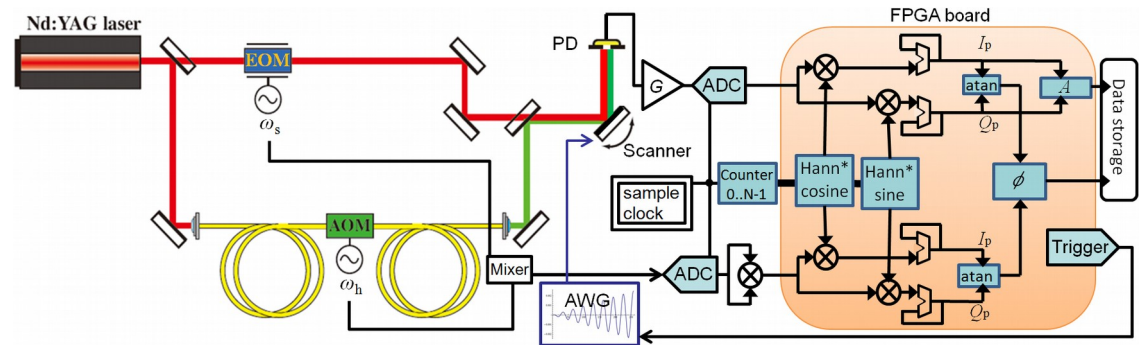 Nd:YAG laser
EOM
ωs
AOM
ωh
PD
Scanner
G
ADC
sample
clock
Counter
0..N-1
Mixer
ADC
AWG
FPGA board
Hann*
cosine
Hann*
sine
Ip
atan
Qp
A
ϕ
Ip
atan
Qp
Data storage
Trigger